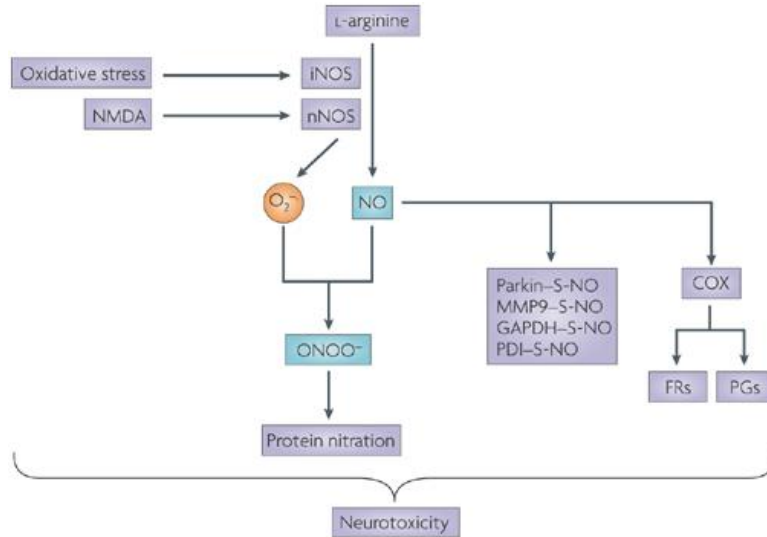 L-arginine
Oxidative stress
iNOS
NMDA
nNOS
O₂⁻
NO
Parkin–S-NO
MMP9–S-NO
GAPDH–S-NO
PDI–S-NO
COX
ONOO⁻
FRs
PGs
Protein nitration
Neurotoxicity